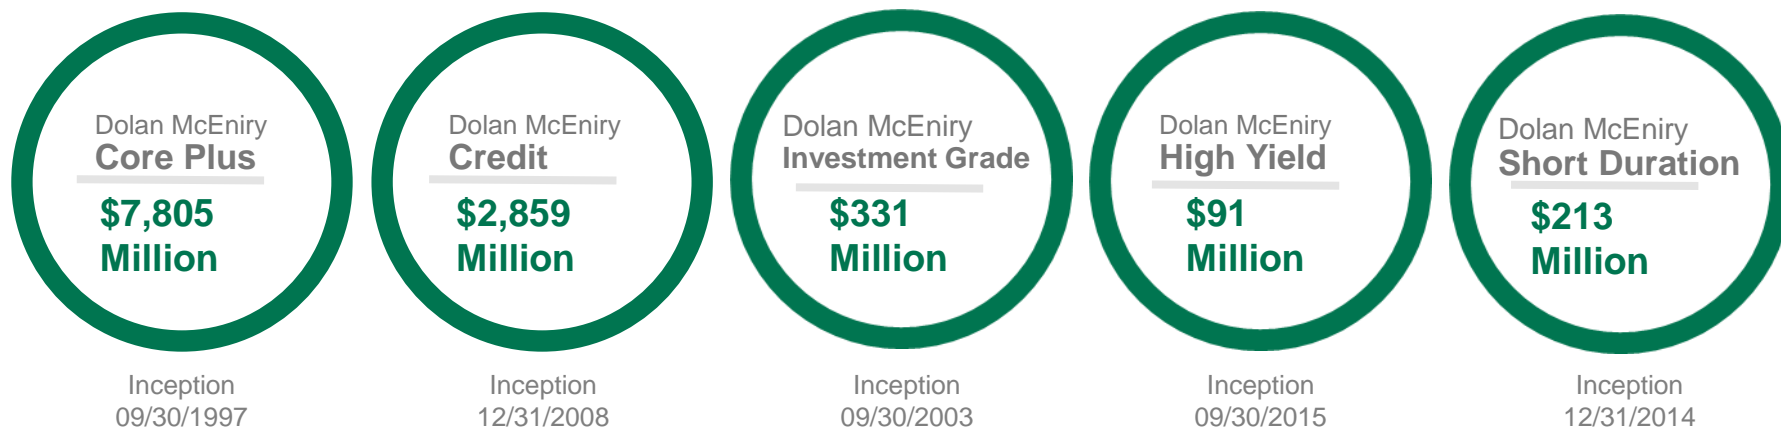 Dolan McEniry
Core Plus
$7,805
Million
Inception
09/30/1997
Dolan McEniry
Credit
$2,859
Million
Inception
12/31/2008
Dolan McEniry
Investment Grade
$331
Million
Inception
09/30/2003
Dolan McEniry
High Yield
$91
Million
Inception
09/30/2015
Dolan McEniry
Short Duration
$213
Million
Inception
12/31/2014